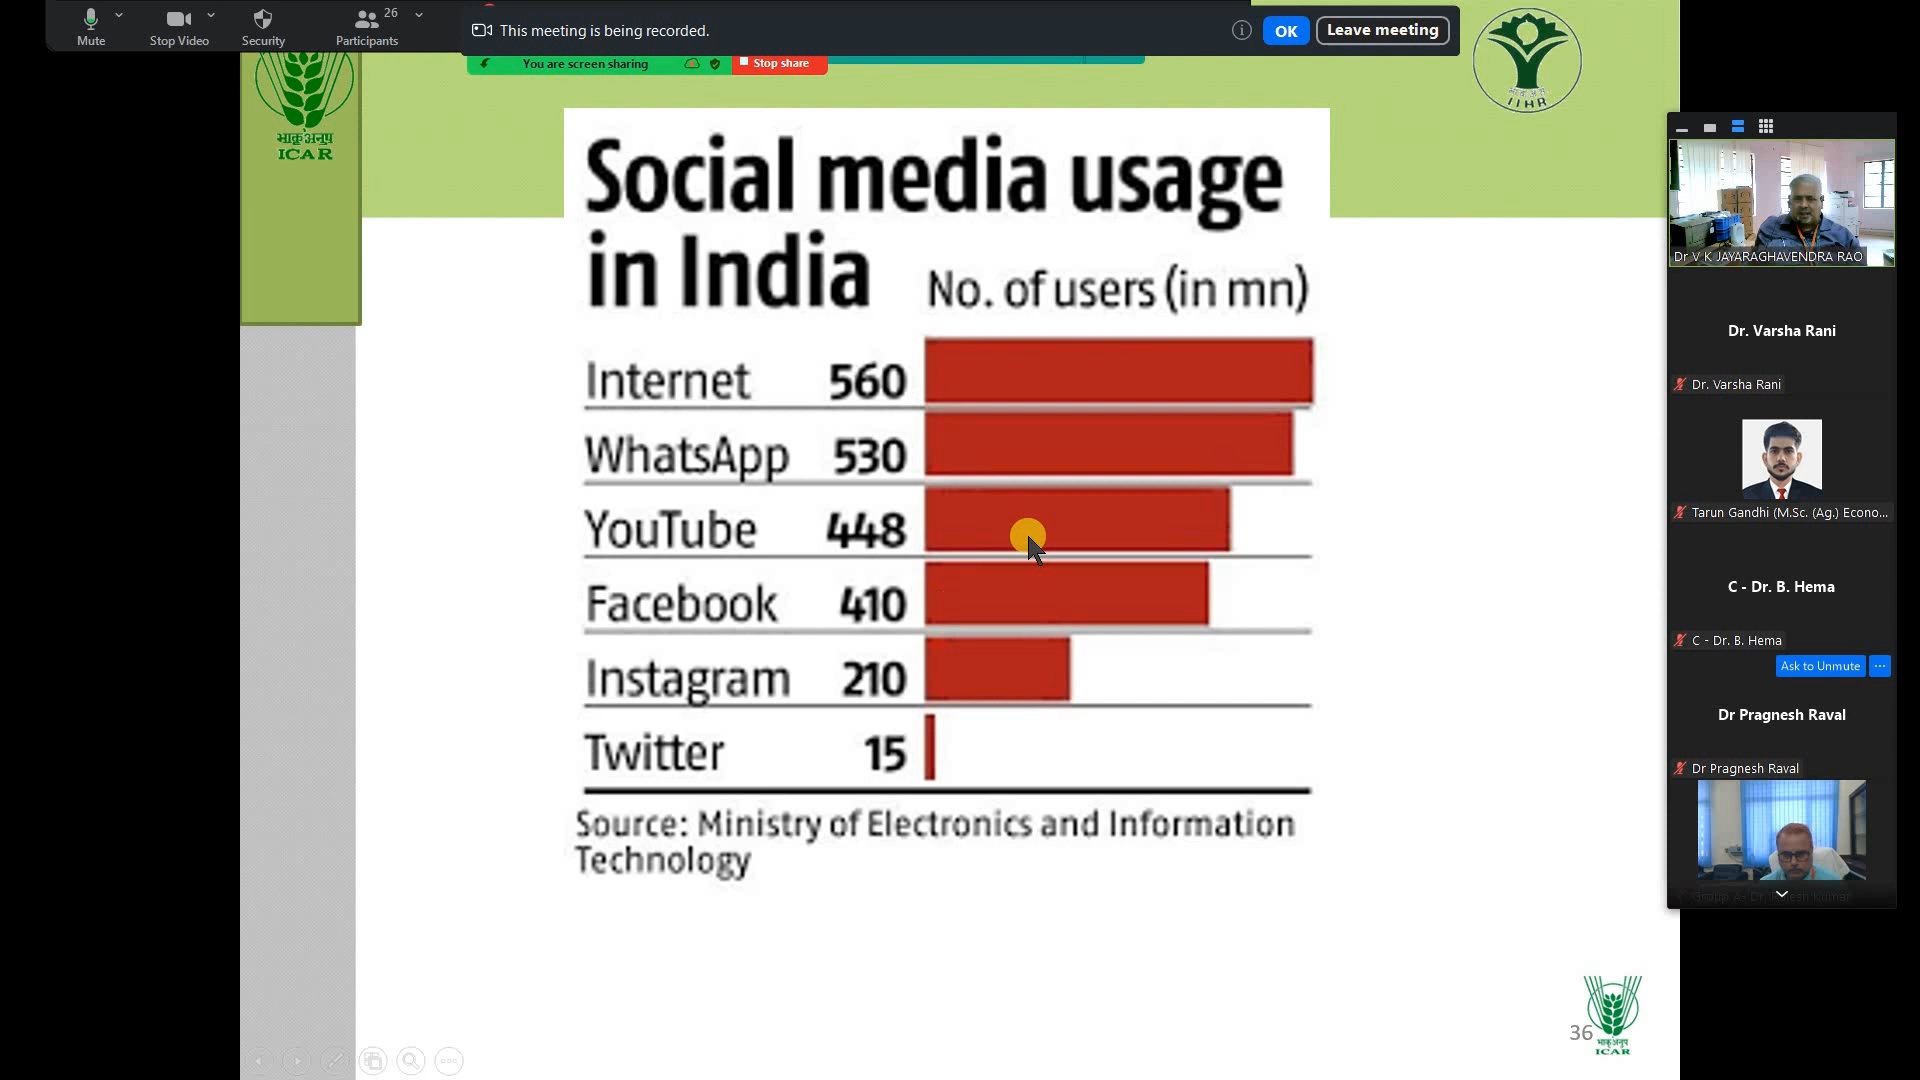 Mute
Stop Video
Security
Participants
26
This meeting is being recorded.
OK
Leave meeting
You are screen sharing
Stop share
भाकृअनुप
ICAR
IIHR
Social media usage
in India
No. of users (in mn)
Internet 560
WhatsApp 530
YouTube 448
Facebook 410
Instagram 210
Twitter 15
Source: Ministry of Electronics and Information
Technology
36
भाकृअनुप
ICAR
Dr V K JAYARAGHAVENDRA RAO
Dr. Varsha Rani
Dr. Varsha Rani
Tarun Gandhi (M.Sc. (Ag.) Econo...
C - Dr. B. Hema
C - Dr. B. Hema
Ask to Unmute
Dr Pragnesh Raval
Dr Pragnesh Raval